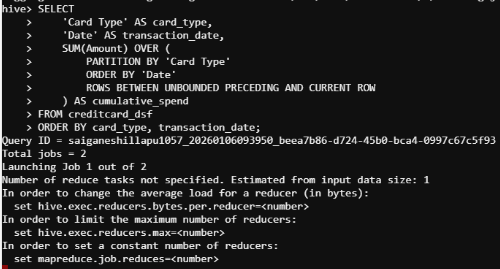 hive> SELECT
    >     'Card Type' AS card_type,
    >     'Date' AS transaction_date,
    >     SUM(Amount) OVER (
    >         PARTITION BY 'Card Type'
    >         ORDER BY 'Date'
    >         ROWS BETWEEN UNBOUNDED PRECEDING AND CURRENT ROW
    >     ) AS cumulative_spend
    > FROM creditcard_dsf
    > ORDER BY card_type, transaction_date;
Query ID = saiganeshillapu1057_20260106093950_beea7b86-d724-45b0-bca4-0997c67c5f93
Total jobs = 2
Launching Job 1 out of 2
Number of reduce tasks not specified. Estimated from input data size: 1
In order to change the average load for a reducer (in bytes):
  set hive.exec.reducers.bytes.per.reducer=<number>
In order to limit the maximum number of reducers:
  set hive.exec.reducers.max=<number>
In order to set a constant number of reducers:
  set mapreduce.job.reduces=<number>